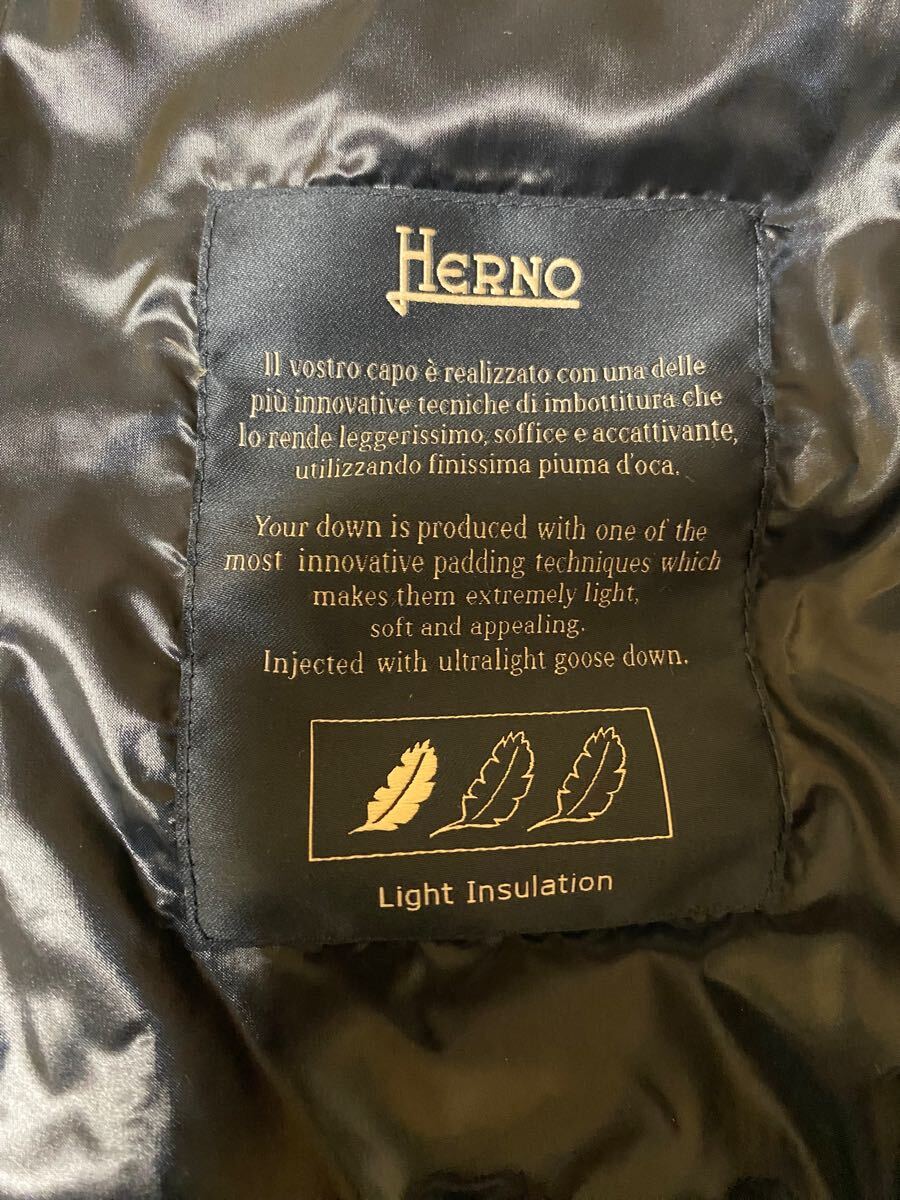 HERNO
Il vostro capo è realizzato con una delle
più innovative tecniche di imbottitura che
lo rende leggerissimo, soffice e accattivante,
utilizzando finissima piuma d'oca.
Your down is produced with one of the
most innovative padding techniques which
makes them extremely light,
soft and appealing.
Injected with ultralight goose down.
Light Insulation